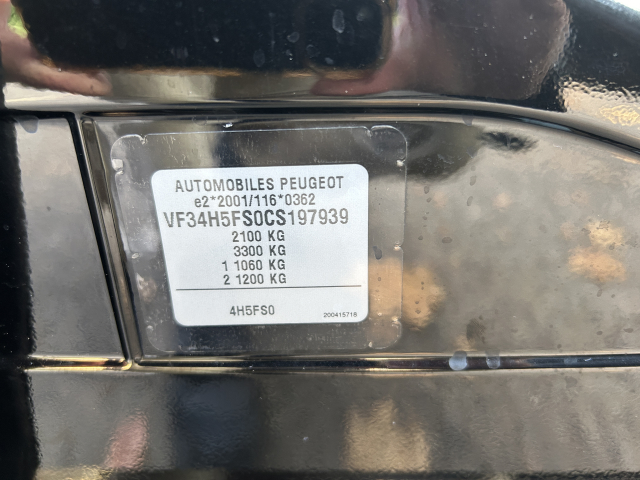 AUTOMOBILES PEUGEOT
e2*2001/116*0362
VF34H5FS0CS197939
2100 KG
3300 KG
1 1060 KG
2 1200 KG
4H5FS0
200415718